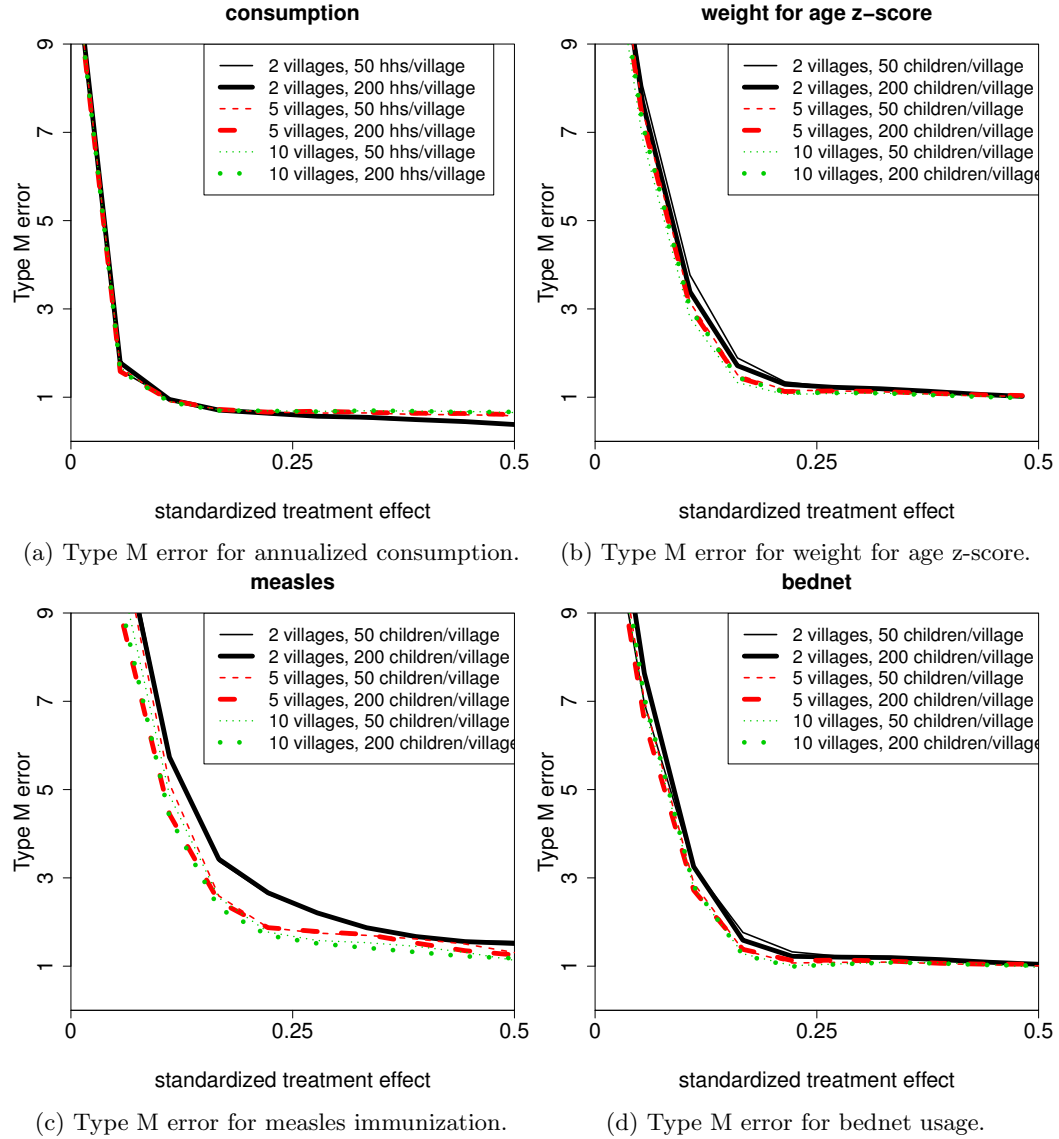 consumption
9
7
5
3
1
Type M error
2 villages, 50 hhs/village
2 villages, 200 hhs/village
5 villages, 50 hhs/village
5 villages, 200 hhs/village
10 villages, 50 hhs/village
10 villages, 200 hhs/village
0 0.25 0.5
standardized treatment effect
(a) Type M error for annualized consumption.
weight for age z-score
9
7
5
3
1
Type M error
2 villages, 50 children/village
2 villages, 200 children/village
5 villages, 50 children/village
5 villages, 200 children/village
10 villages, 50 children/village
10 villages, 200 children/village
0 0.25 0.5
standardized treatment effect
(b) Type M error for weight for age z-score.
measles
9
7
5
3
1
Type M error
2 villages, 50 children/village
2 villages, 200 children/village
5 villages, 50 children/village
5 villages, 200 children/village
10 villages, 50 children/village
10 villages, 200 children/village
0 0.25 0.5
standardized treatment effect
(c) Type M error for measles immunization.
bednet
9
7
5
3
1
Type M error
2 villages, 50 children/village
2 villages, 200 children/village
5 villages, 50 children/village
5 villages, 200 children/village
10 villages, 50 children/village
10 villages, 200 children/village
0 0.25 0.5
standardized treatment effect
(d) Type M error for bednet usage.